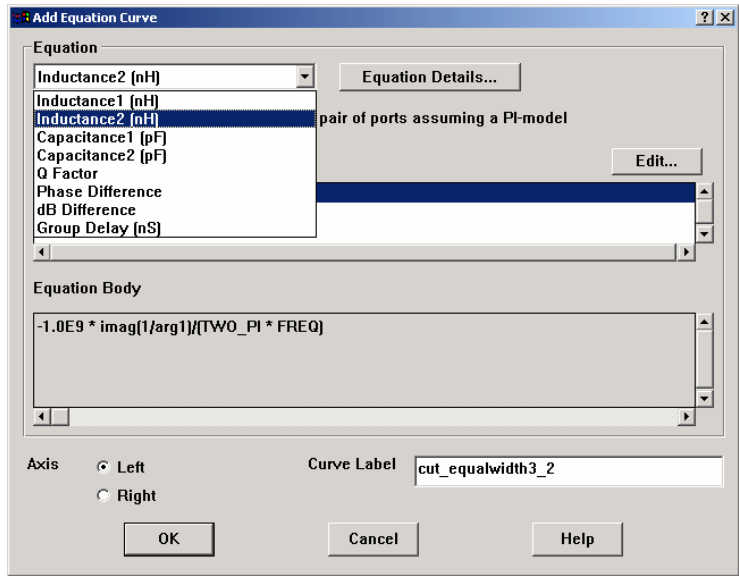 Add Equation Curve
Equation
Inductance2 (nH)
Equation Details...
Inductance1 (nH)
Inductance2 (nH)
pair of ports assuming a PI-model
Capacitance1 (pF)
Capacitance2 (pF)
Edit...
Q Factor
Phase Difference
dB Difference
Group Delay (nS)
Equation Body
-1.0E9 * imag(1/arg1)/(TWO_PI * FREQ)
Axis
Left
Curve Label
cut_equalwidth3_2
Right
OK
Cancel
Help